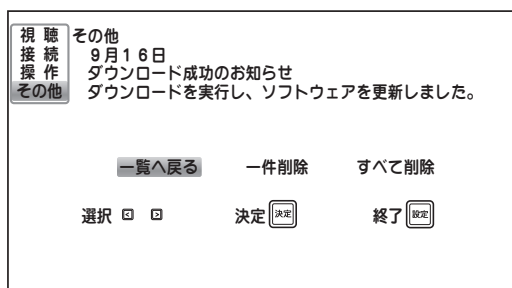 視聴
接続
操作
その他
その他
９月１６日
ダウンロード成功のお知らせ
ダウンロードを実行し、ソフトウェアを更新しました。
一覧へ戻る 一件削除 すべて削除
選択 決定 決定 終了 設定